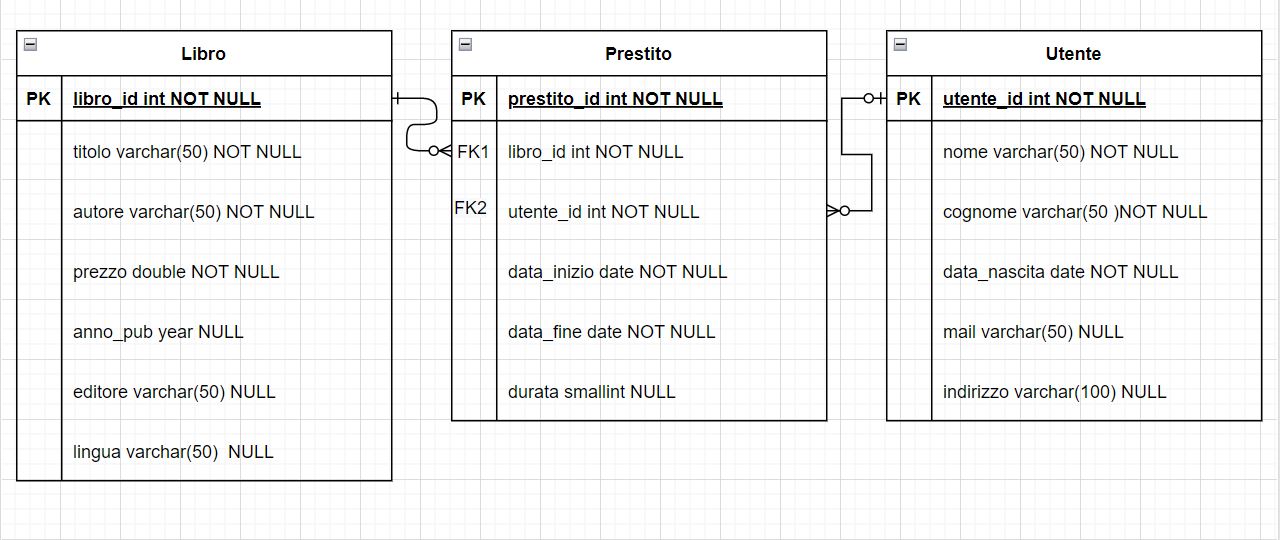 Libro
PK libro_id int NOT NULL
titolo varchar(50) NOT NULL
autore varchar(50) NOT NULL
prezzo double NOT NULL
anno_pub year NULL
editore varchar(50) NULL
lingua varchar(50)  NULL
Prestito
PK prestito_id int NOT NULL
FK1 libro_id int NOT NULL
FK2 utente_id int NOT NULL
data_inizio date NOT NULL
data_fine date NOT NULL
durata smallint NULL
Utente
PK utente_id int NOT NULL
nome varchar(50) NOT NULL
cognome varchar(50 )NOT NULL
data_nascita date NOT NULL
mail varchar(50) NULL
indirizzo varchar(100) NULL